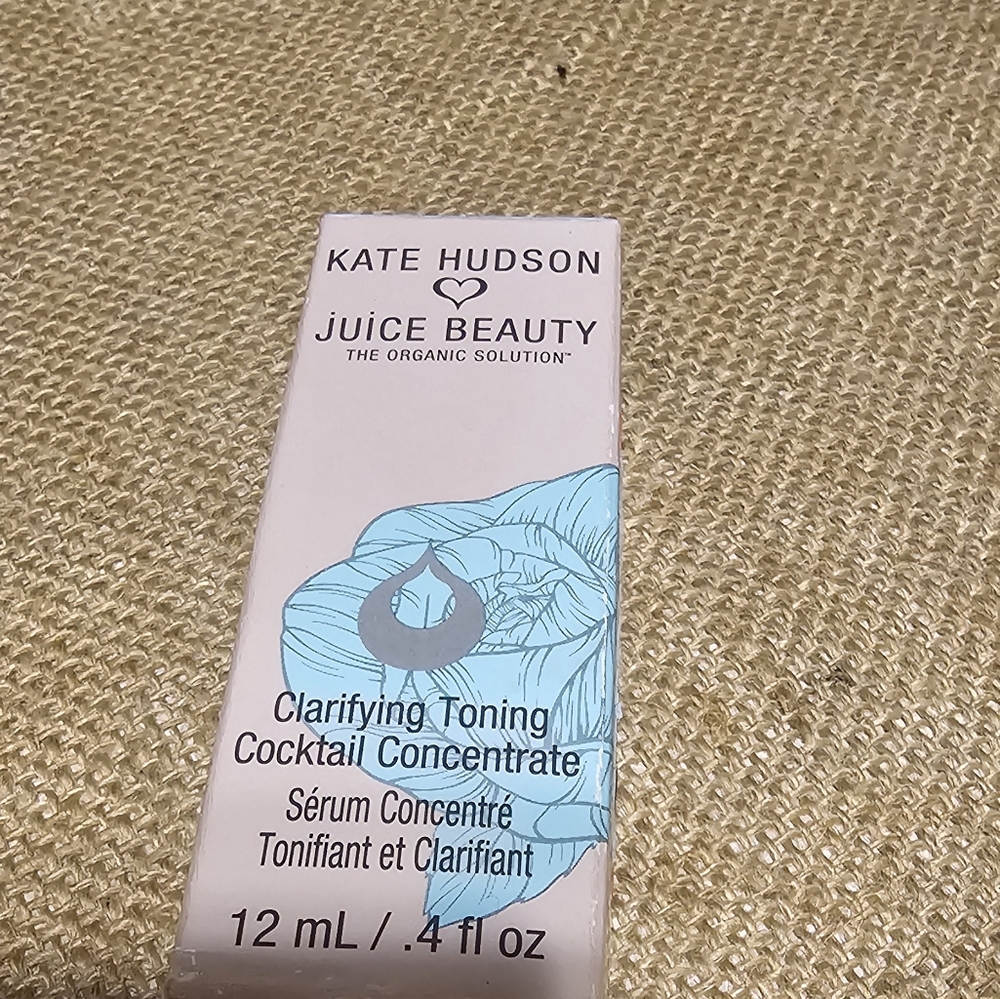 KATE HUDSON
JUICE BEAUTY
THE ORGANIC SOLUTION™
Clarifying Toning
Cocktail Concentrate
Sérum Concentré
Tonifiant et Clarifiant
12 mL / .4 fl oz